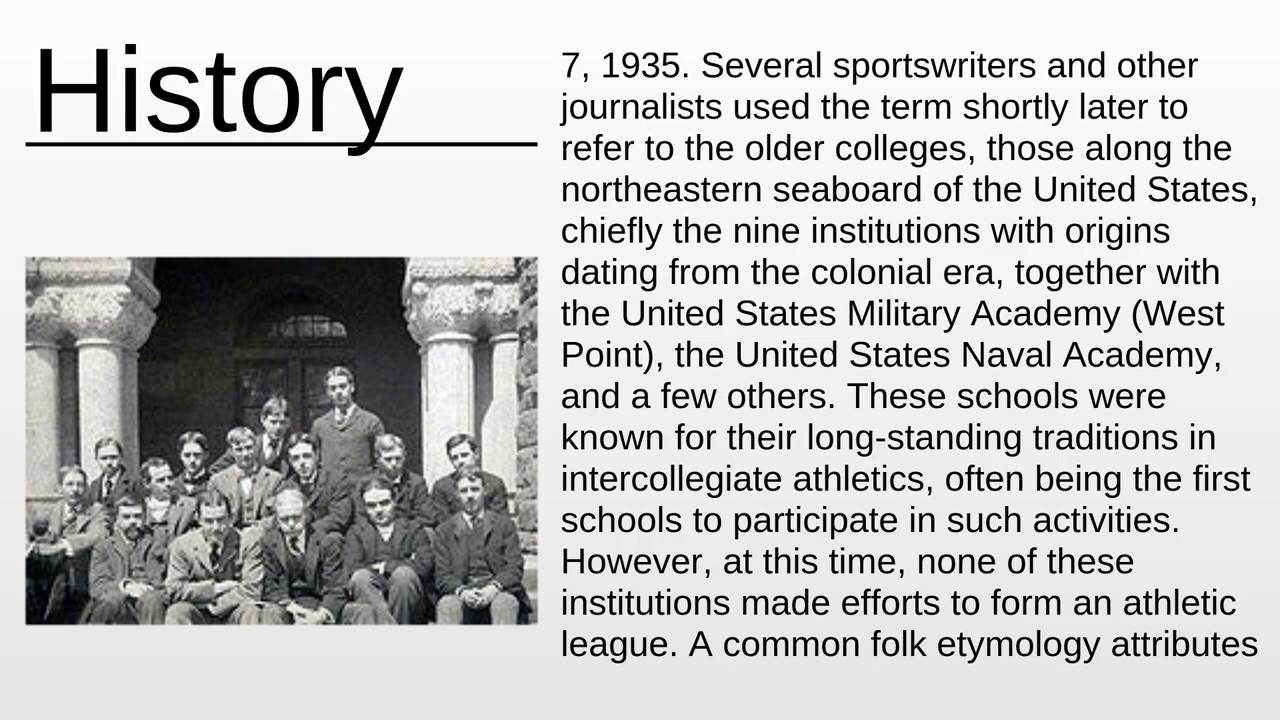 History
7, 1935. Several sportswriters and other
journalists used the term shortly later to
refer to the older colleges, those along the
northeastern seaboard of the United States,
chiefly the nine institutions with origins
dating from the colonial era, together with
the United States Military Academy (West
Point), the United States Naval Academy,
and a few others. These schools were
known for their long-standing traditions in
intercollegiate athletics, often being the first
schools to participate in such activities.
However, at this time, none of these
institutions made efforts to form an athletic
league. A common folk etymology attributes